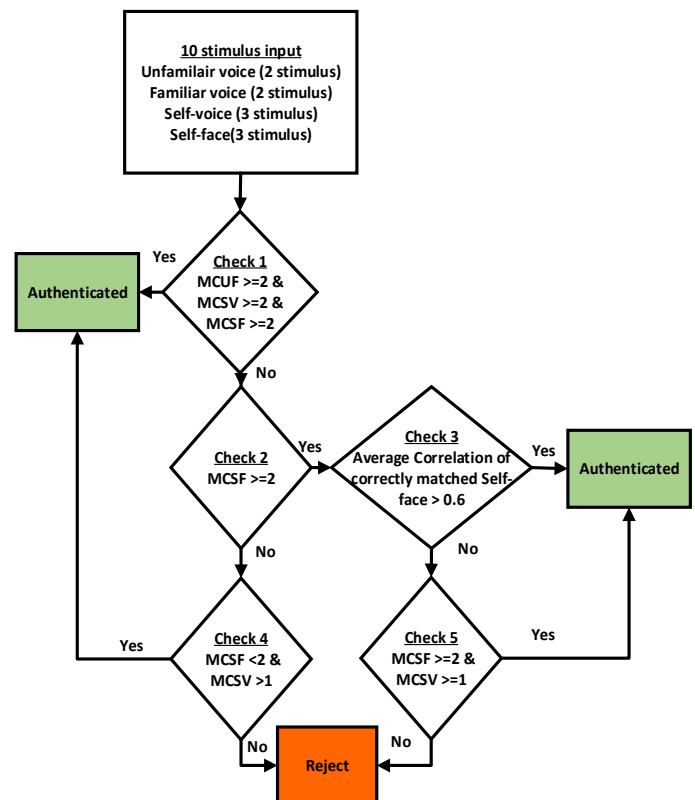 10 stimulus input
Unfamilair voice (2 stimulus)
Familiar voice (2 stimulus)
Self-voice (3 stimulus)
Self-face(3 stimulus)
Yes
Check 1
MCUF >=2 &
MCSV >=2 &
MCSF >=2
Authenticated
No
Check 2
MCSF >=2
Yes
Check 3
Average Correlation of
correctly matched Self-
face > 0.6
Yes
Authenticated
No
No
Yes
Check 4
MCSF <2 &
MCSV >1
Check 5
MCSF >=2 &
MCSV >=1
Yes
No
Reject
No